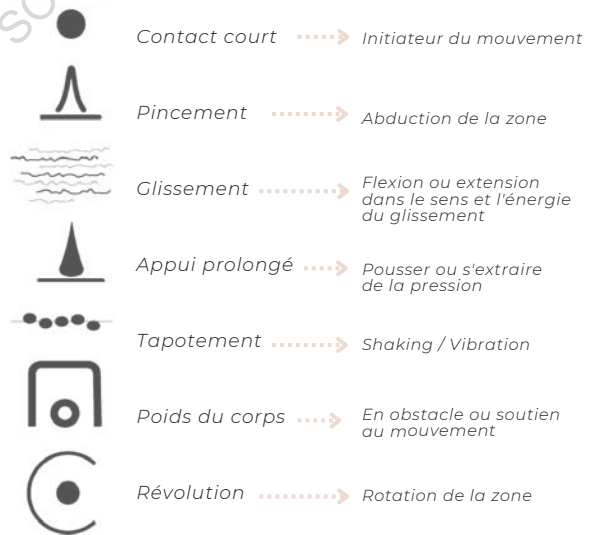 so
Contact court
Initiateur du mouvement
Pincement
Abduction de la zone
Glissement
Flexion ou extension
dans le sens et l'énergie
du glissement
Appui prolongé
Pousser ou s'extraire
de la pression
Tapotement
Shaking / Vibration
Poids du corps
En obstacle ou soutien
au mouvement
Révolution
Rotation de la zone